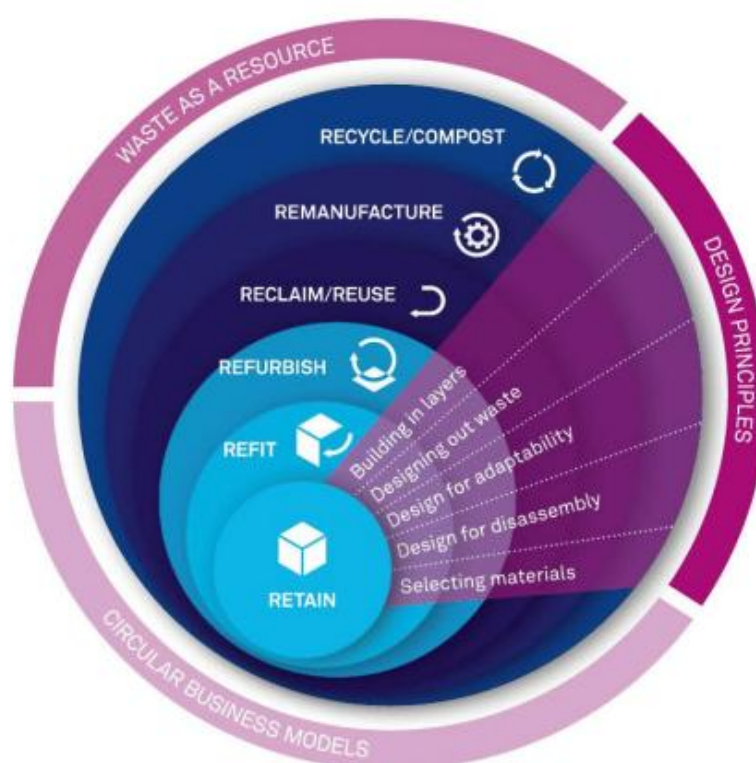 WASTE AS A RESOURCE
RECYCLE/COMPOST
REMANUFACTURE
RECLAIM/REUSE
REFURBISH
REFIT
RETAIN
Building in layers
Designing out waste
Design for adaptability
Design for disassembly
Selecting materials
DESIGN PRINCIPLES
CIRCULAR BUSINESS MODELS